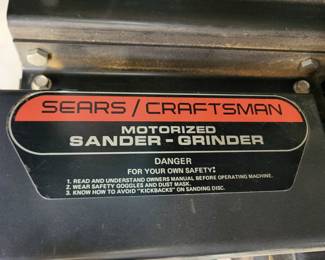 SEARS / CRAFTSMAN
MOTORIZED
SANDER - GRINDER
DANGER
FOR YOUR OWN SAFETY:
1. READ AND UNDERSTAND OWNERS MANUAL BEFORE OPERATING MACHINE.
2. WEAR SAFETY GOGGLES AND DUST MASK.
3. KNOW HOW TO AVOID "KICKBACKS" ON SANDING DISC.